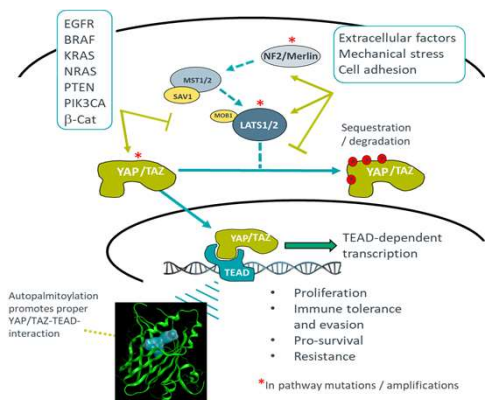 EGFR
BRAF
KRAS
NRAS
PTEN
PIK3CA
β-Cat
*
NF2/Merlin
Extracellular factors
Mechanical stress
Cell adhesion
MST1/2
SAV1
*
MOB1
LATS1/2
Sequestration
/ degradation
*
YAP/TAZ
YAP/TAZ
YAP/TAZ
TEAD
TEAD-dependent
transcription
Autopalmitoylation
promotes proper
YAP/TAZ-TEAD-
interaction
• Proliferation
• Immune tolerance
and evasion
• Pro-survival
• Resistance
*In pathway mutations / amplifications